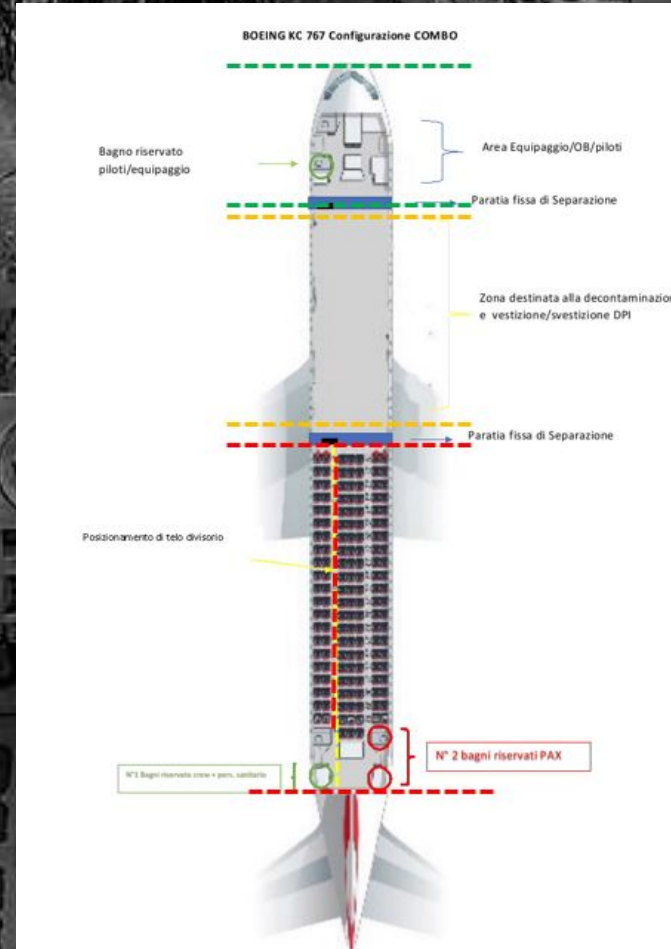 BOEING KC 767 Configurazione COMBO
Bagno riservato
piloti/equipaggio
Area Equipaggio/OB/piloti
Paratia fissa di Separazione
Zona destinata alla decontaminazion
e vestizione/svestizione DPI
Paratia fissa di Separazione
Posizionamento di telo divisorio
N° 2 bagni riservati PAX
N°1 Bagni riservato crew + pers. sanitario